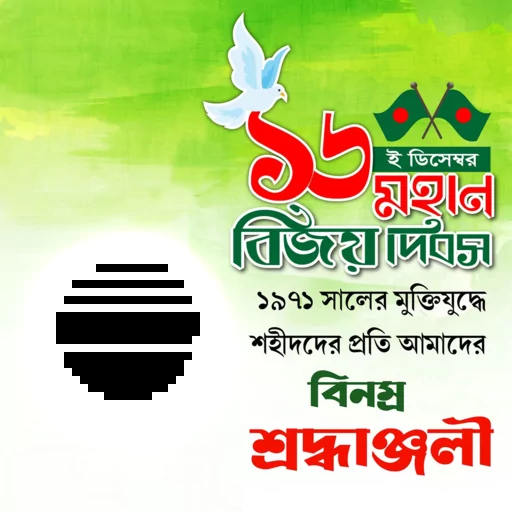 ১৬
ই ডিসেম্বর
মহান
বিজয় দিবস
১৯৭১ সালের মুক্তিযুদ্ধে
শহীদদের প্রতি আমাদের
বিনম্র
শ্রদ্ধাঞ্জলী